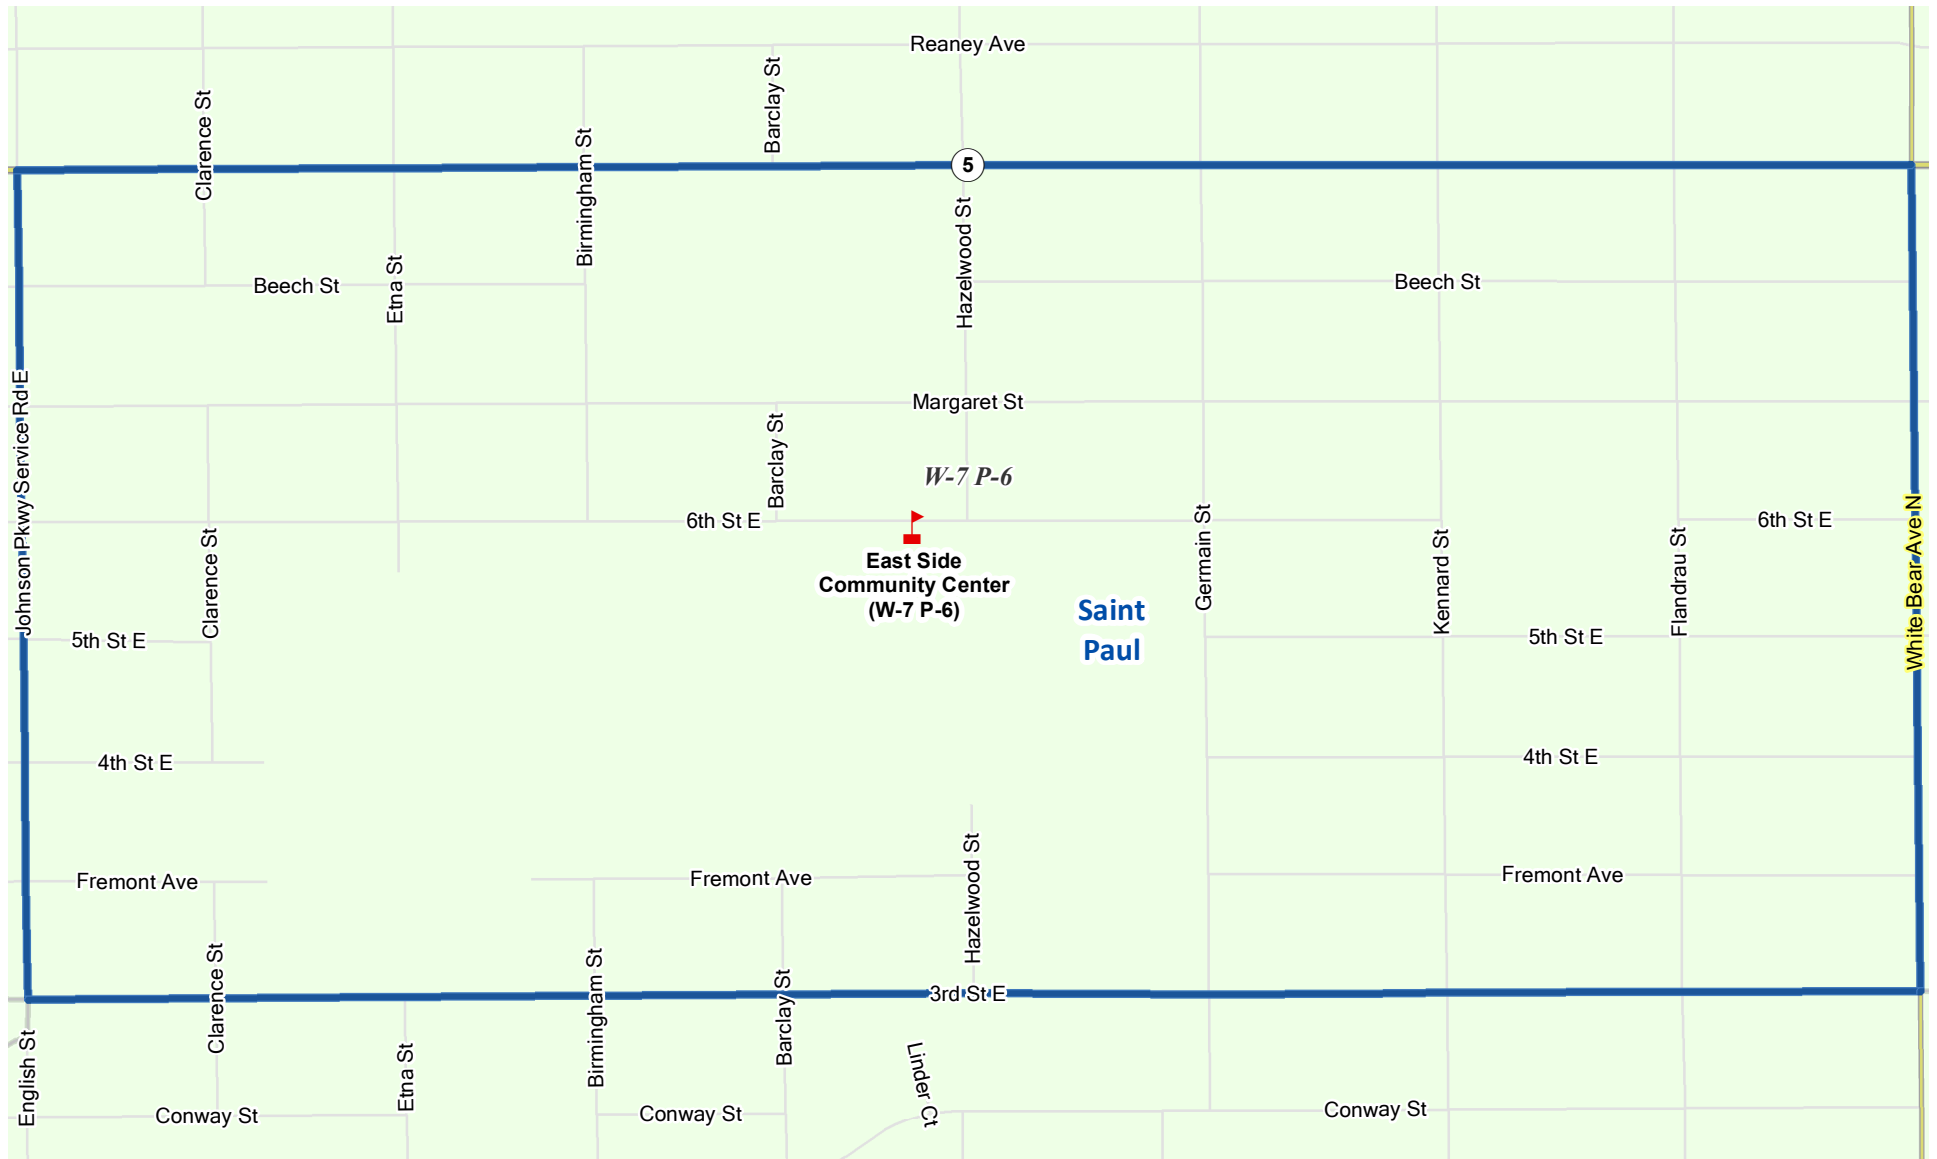 Reaney Ave
Clarence St
Barclay St
Birmingham St
5
Hazelwood St
Etna St
Beech St
Beech St
Johnson Pkwy Service Rd E
Margaret St
Barclay St
W-7 P-6
6th St E
6th St E
East Side
Community Center
(W-7 P-6)
Clarence St
Germain St
Kennard St
Flandrau St
White Bear Ave N
Saint
Paul
5th St E
5th St E
4th St E
4th St E
Hazelwood St
Fremont Ave
Fremont Ave
Fremont Ave
Clarence St
Birmingham St
Barclay St
3rd St E
English St
Etna St
Linder Ct
Conway St
Conway St
Conway St